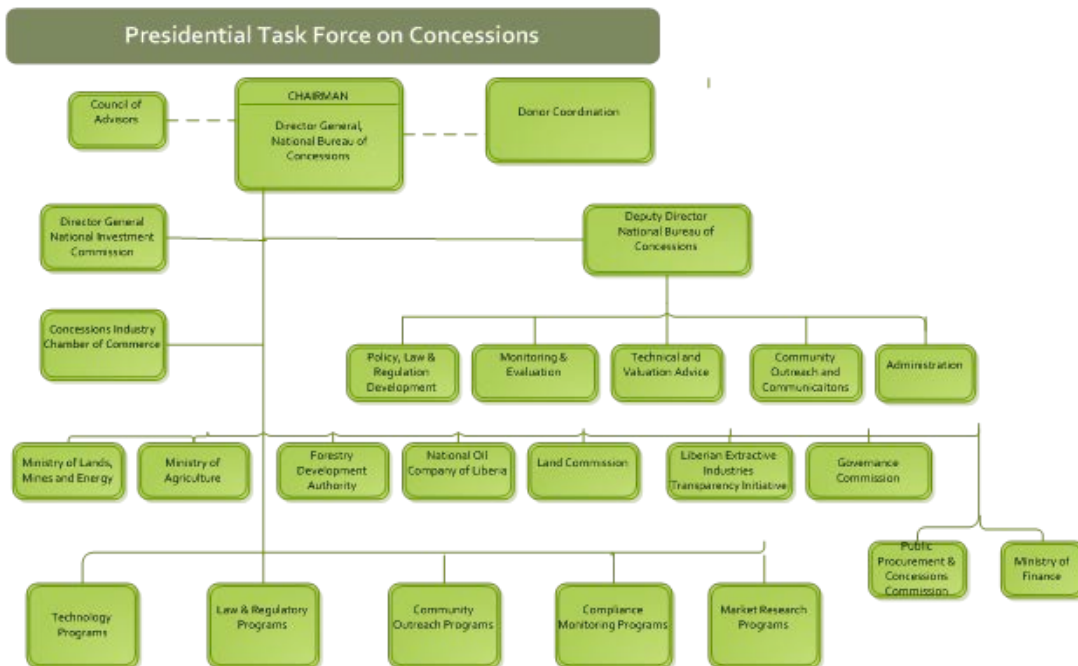 Presidential Task Force on Concessions
Council of
Advisors
CHAIRMAN
Director General,
National Bureau of
Concessions
Donor Coordination
Director General
National Investment
Commission
Deputy Director
National Bureau of
Concessions
Concessions Industry
Chamber of Commerce
Policy, Law &
Regulation
Development
Monitoring &
Evaluation
Technical and
Valuation Advice
Community
Outreach and
Communicaitons
Administration
Ministry of Lands,
Mines and Energy
Ministry of
Agriculture
Forestry
Development
Authority
National Oil
Company of Liberia
Land Commission
Liberian Extractive
Industries
Transparency Initiative
Governance
Commission
Public
Procurement &
Concessions
Commission
Ministry of
Finance
Technology
Programs
Law & Regulatory
Programs
Community
Outreach Programs
Compliance
Monitoring Programs
Market Research
Programs